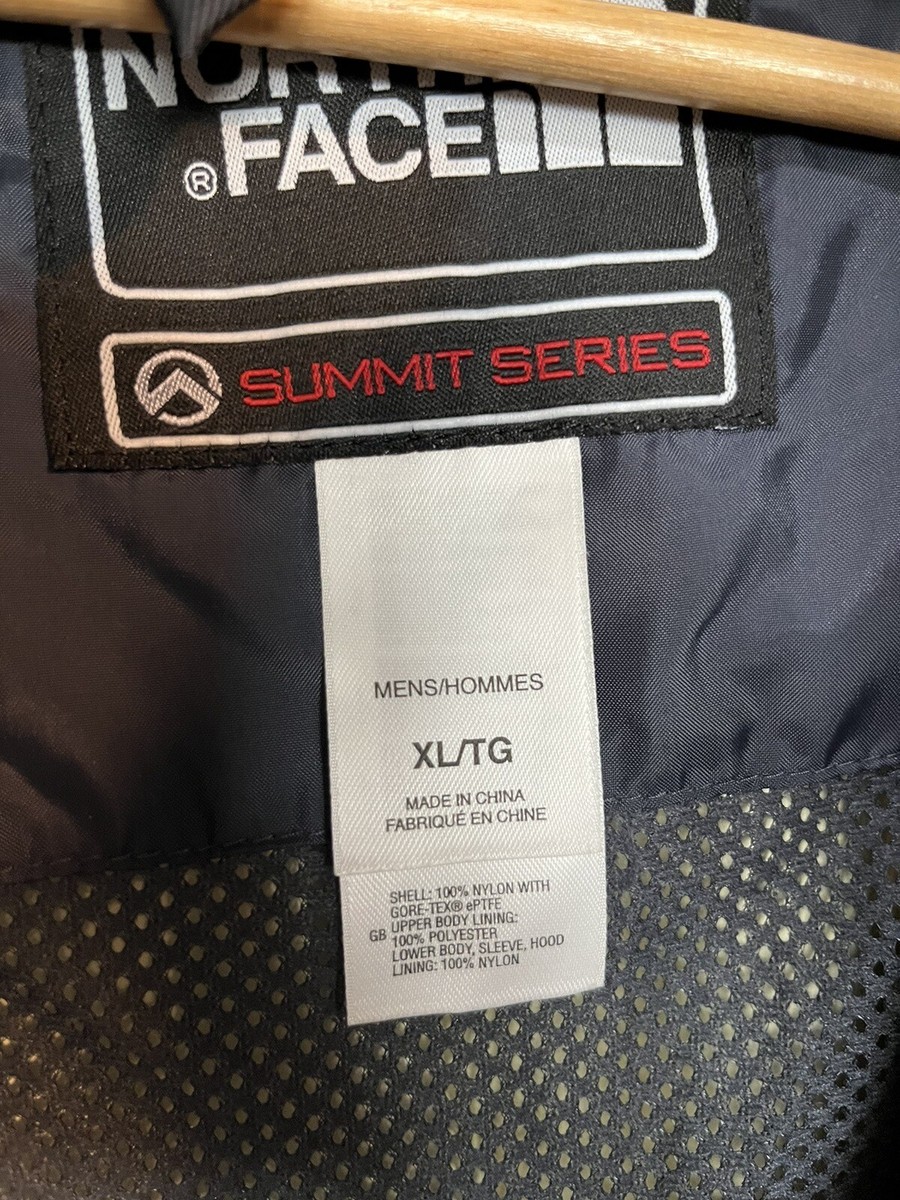 NORTH
® FACE
SUMMIT SERIES
MENS/HOMMES
XL/TG
MADE IN CHINA
FABRIQUÉ EN CHINE
SHELL: 100% NYLON WITH
GORE-TEX® ePTFE
UPPER BODY LINING:
GB 100% POLYESTER
LOWER BODY, SLEEVE, HOOD
LINING: 100% NYLON